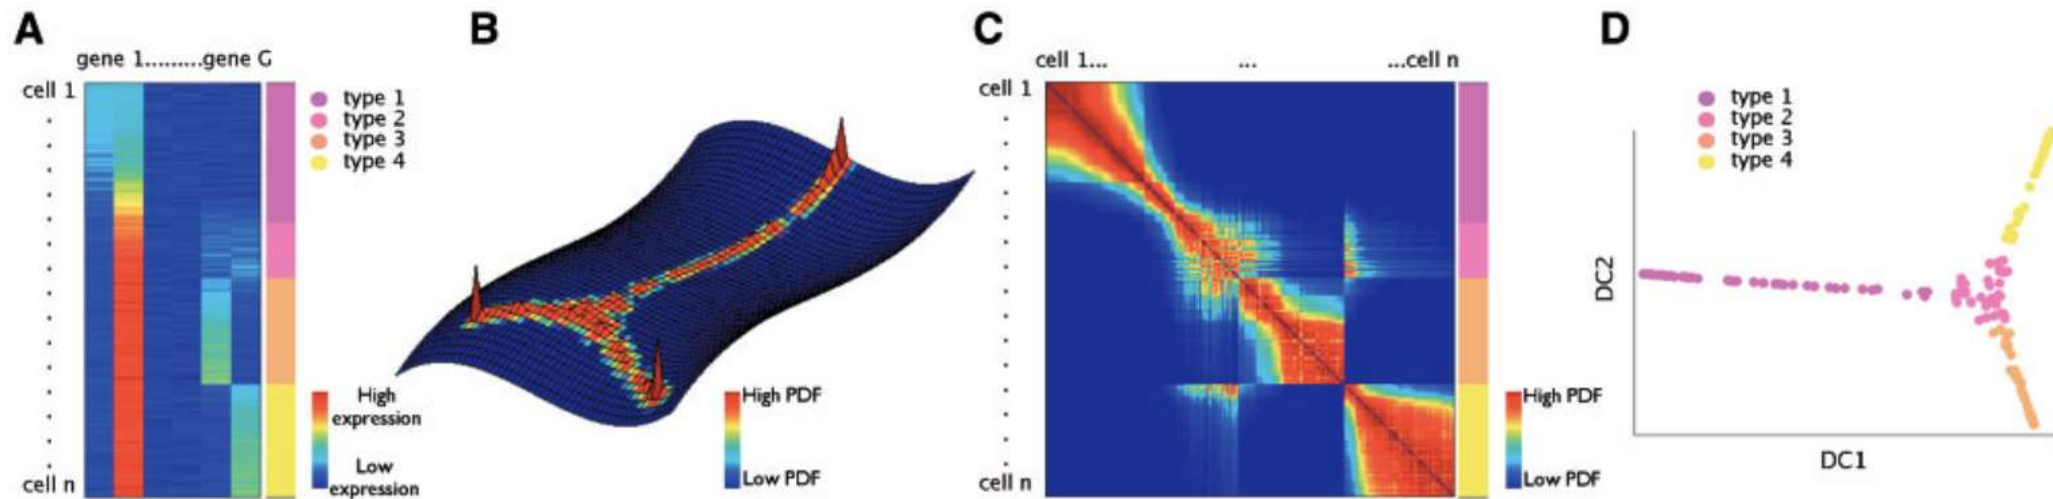 A
gene 1.........gene G
cell 1
cell n
type 1
type 2
type 3
type 4
High
expression
Low
expression
B
High PDF
Low PDF
C
cell 1...
...
...cell n
cell 1
cell n
High PDF
Low PDF
D
type 1
type 2
type 3
type 4
DC2
DC1